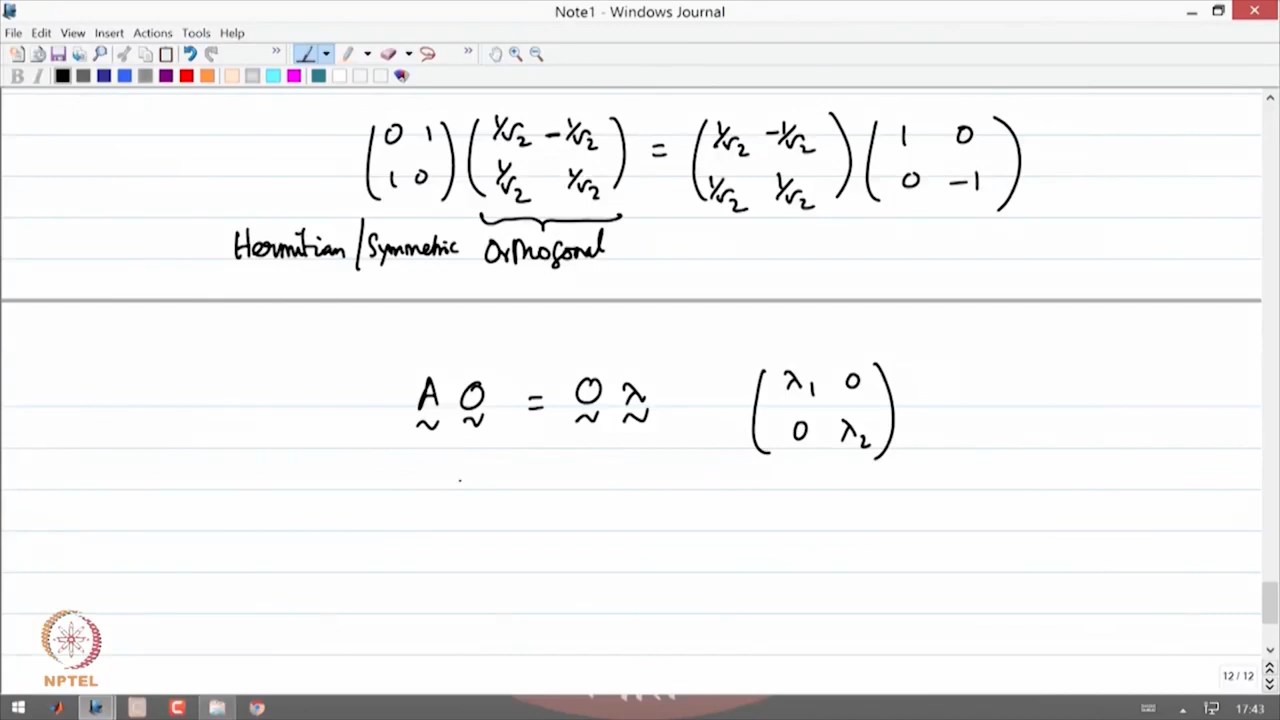 Note1 - Windows Journal
File Edit View Insert Actions Tools Help
B I
(0 1) (1/√2 -1/√2) = (1/√2 -1/√2) (1 0)
(1 0) (1/√2 1/√2) (1/√2 1/√2) (0 -1)
Hermitian / Symmetric Orthogonal
A O = O λ (λ1 0)
(0 λ2)
NPTEL
12 / 12
17:43